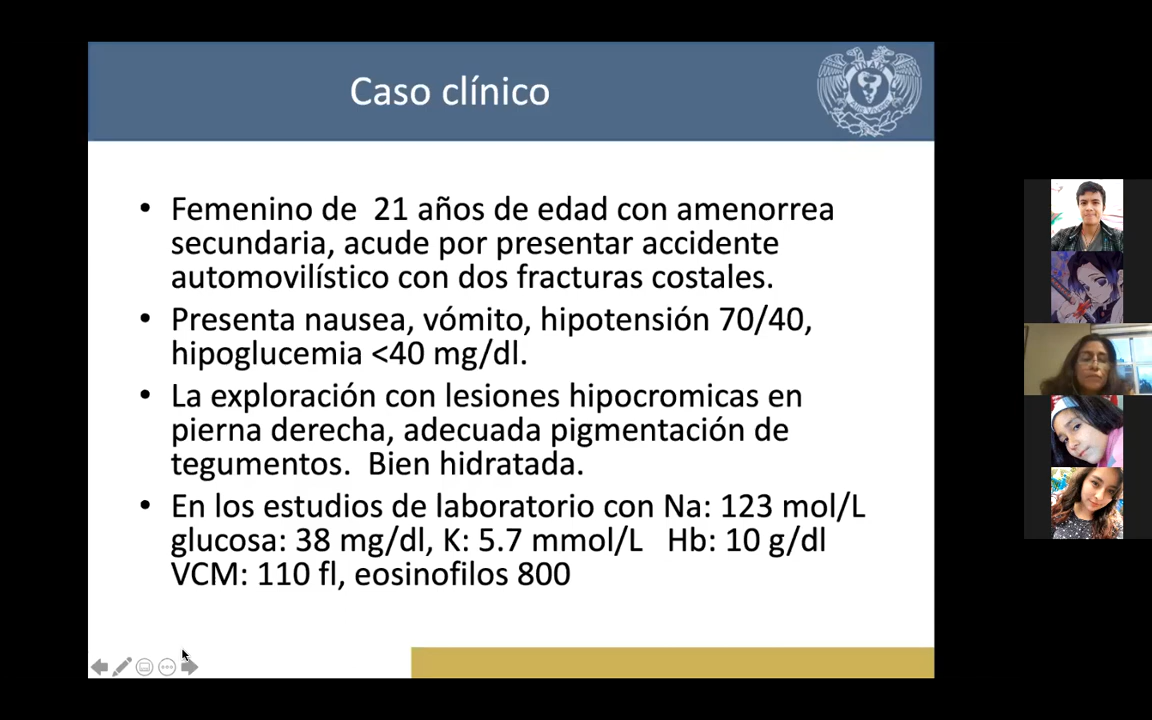 Caso clínico
• Femenino de  21 años de edad con amenorrea
secundaria, acude por presentar accidente
automovilístico con dos fracturas costales.
• Presenta nausea, vómito, hipotensión 70/40,
hipoglucemia <40 mg/dl.
• La exploración con lesiones hipocromicas en
pierna derecha, adecuada pigmentación de
tegumentos.  Bien hidratada.
• En los estudios de laboratorio con Na: 123 mol/L
glucosa: 38 mg/dl, K: 5.7 mmol/L   Hb: 10 g/dl
VCM: 110 fl, eosinofilos 800